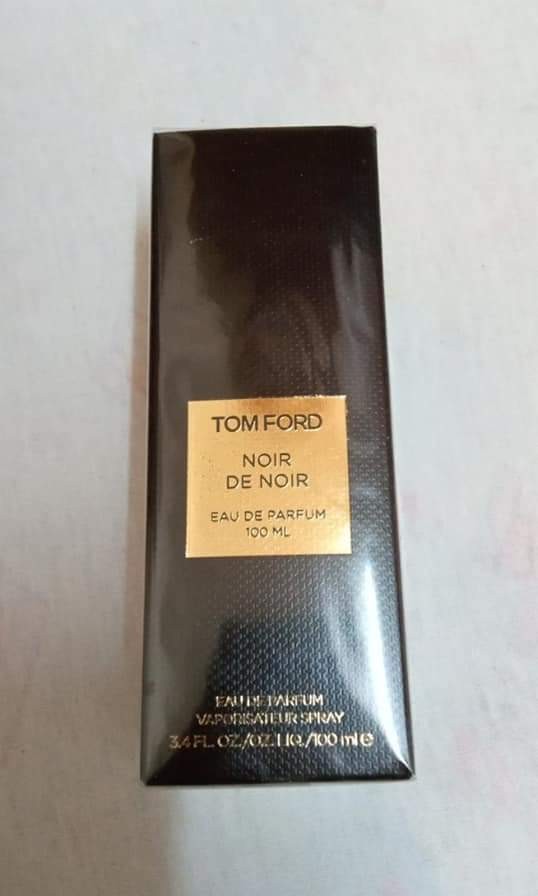 TOM FORD
NOIR
DE NOIR
EAU DE PARFUM
100 ML
EAU DE PARFUM
VAPORISATEUR SPRAY
3.4 FL. OZ./OZ. LIQ./100 ml ℮